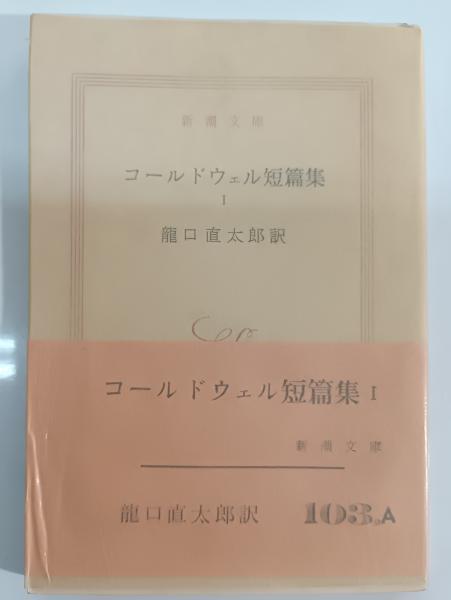 新潮文庫
コールドウェル短篇集
I
龍口直太郎訳
コールドウェル短篇集 I
新潮文庫
龍口直太郎訳 103.A